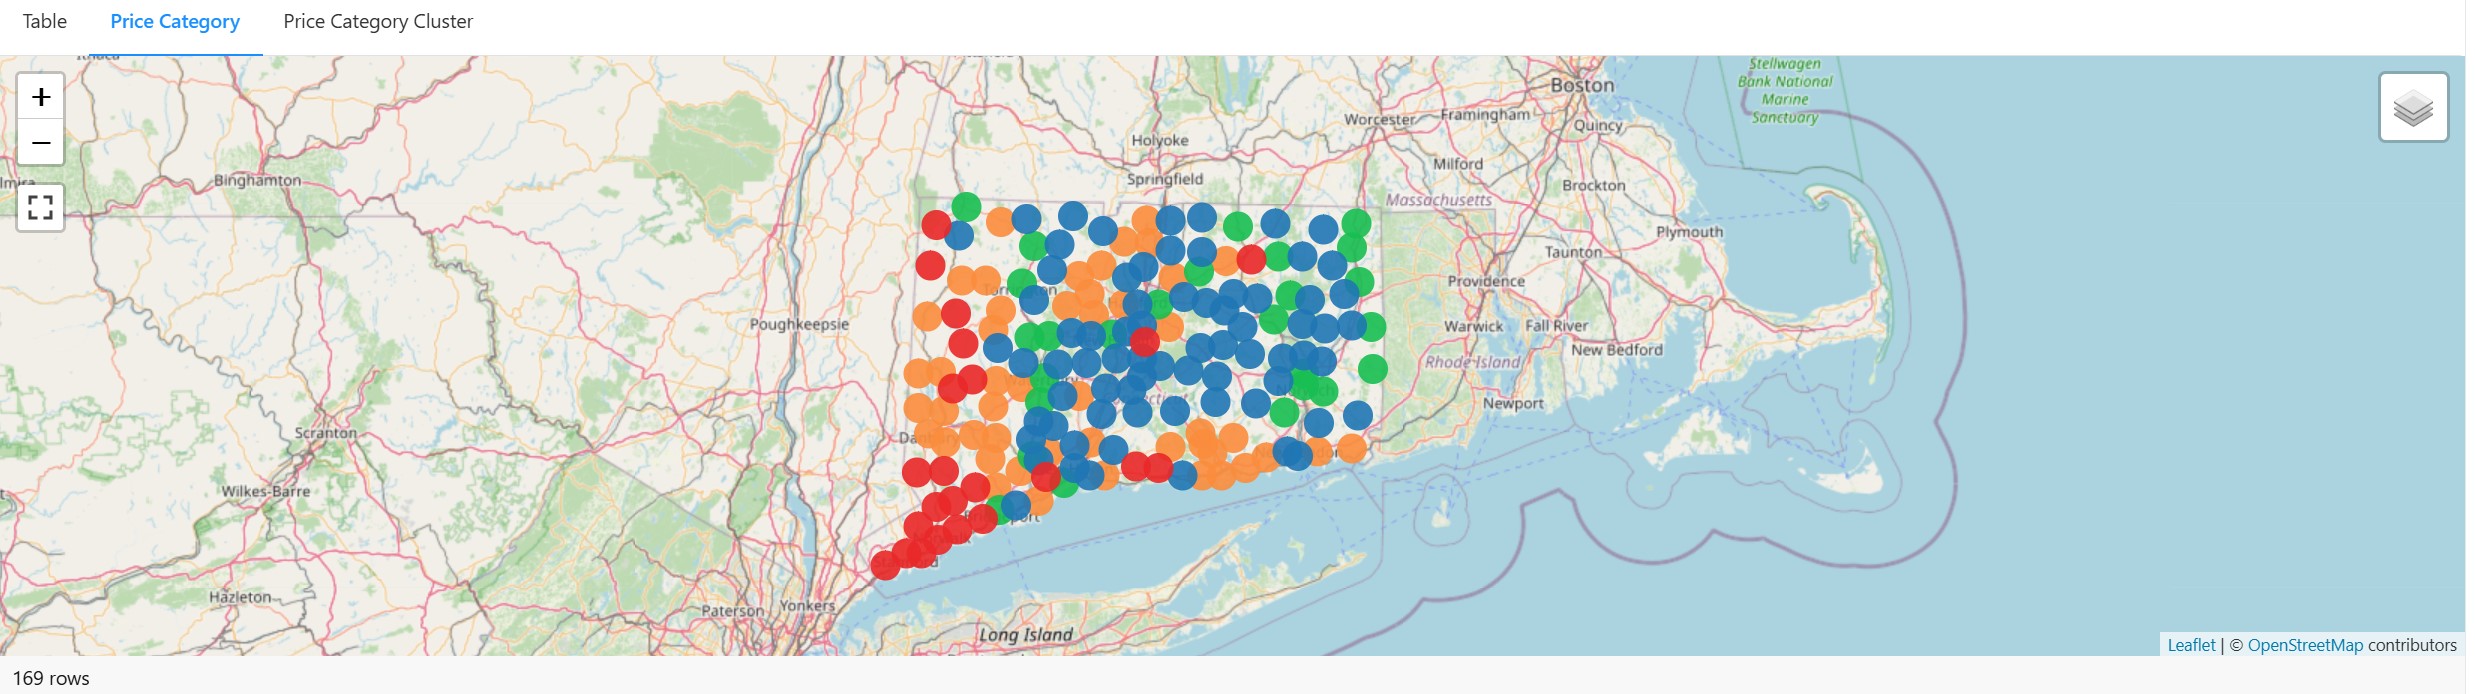 Table
Price Category
Price Category Cluster
+
−
Ithaca
Binghamton
Scranton
Wilkes-Barre
Hazleton
Poughkeepsie
Paterson
Yonkers
Long Island
Holyoke
Springfield
Worcester
Framingham
Boston
Quincy
Milford
Brockton
Massachusetts
Plymouth
Taunton
Providence
Warwick
Fall River
New Bedford
Rhode Island
Newport
Stellwagen
Bank National
Marine
Sanctuary
Leaflet | © OpenStreetMap contributors
169 rows